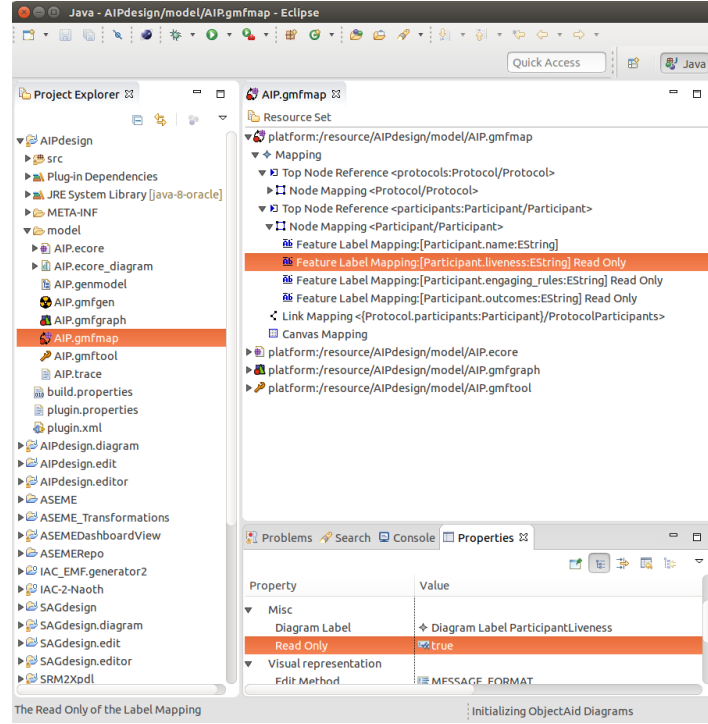 Java - AIPdesign/model/AIP.gmfmap - Eclipse
Quick Access
Java
Project Explorer
AIPdesign
src
Plug-in Dependencies
JRE System Library [java-8-oracle]
META-INF
model
AIP.ecore
AIP.ecore_diagram
AIP.genmodel
AIP.gmfgen
AIP.gmfgraph
AIP.gmfmap
AIP.gmftool
AIP.trace
build.properties
plugin.properties
plugin.xml
AIPdesign.diagram
AIPdesign.edit
AIPdesign.editor
ASEME
ASEME_Transformations
ASEMEDashboardView
ASEMERepo
IAC_EMF.generator2
IAC-2-Naoth
SAGdesign
SAGdesign.diagram
SAGdesign.edit
SAGdesign.editor
SRM2Xpdl
AIP.gmfmap
Resource Set
platform:/resource/AIPdesign/model/AIP.gmfmap
Mapping
Top Node Reference <protocols:Protocol/Protocol>
Node Mapping <Protocol/Protocol>
Top Node Reference <participants:Participant/Participant>
Node Mapping <Participant/Participant>
Feature Label Mapping:[Participant.name:EString]
Feature Label Mapping:[Participant.liveness:EString] Read Only
Feature Label Mapping:[Participant.engaging_rules:EString] Read Only
Feature Label Mapping:[Participant.outcomes:EString] Read Only
Link Mapping <{Protocol.participants:Participant}/ProtocolParticipants>
Canvas Mapping
platform:/resource/AIPdesign/model/AIP.ecore
platform:/resource/AIPdesign/model/AIP.gmfgraph
platform:/resource/AIPdesign/model/AIP.gmftool
Problems Search Console Properties
Property Value
Misc
Diagram Label Diagram Label ParticipantLiveness
Read Only true
Visual representation
Edit Method MESSAGE_FORMAT
The Read Only of the Label Mapping Initializing ObjectAid Diagrams